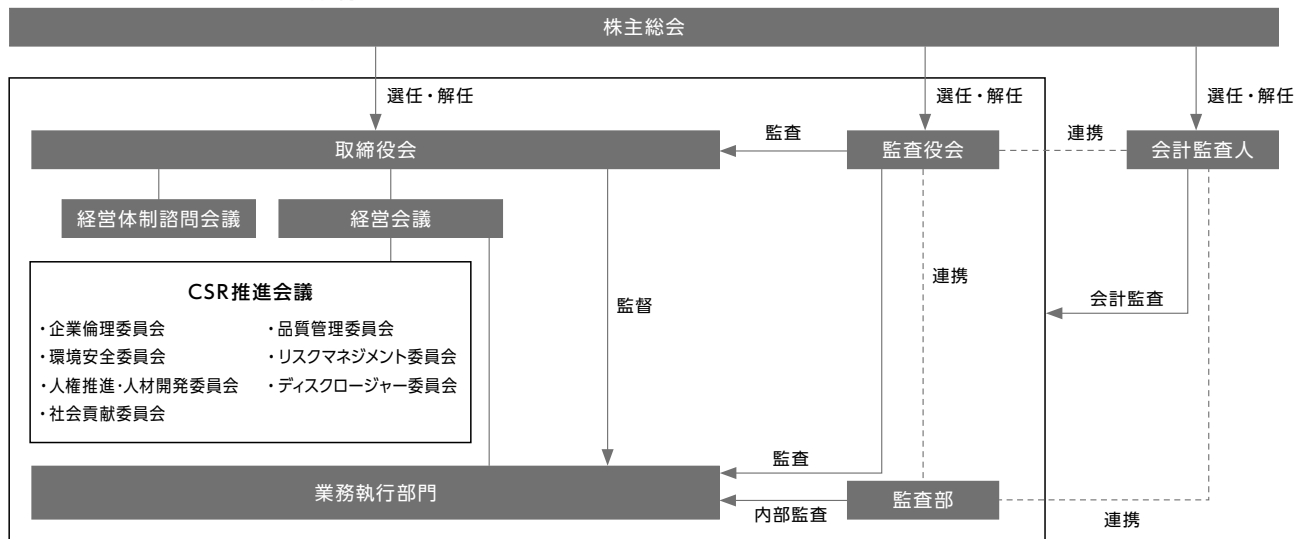 株主総会
選任・解任
選任・解任
選任・解任
取締役会
監査
監査役会
連携
会計監査人
経営体制諮問会議
経営会議
CSR推進会議
・企業倫理委員会
・環境安全委員会
・人権推進・人材開発委員会
・社会貢献委員会
・品質管理委員会
・リスクマネジメント委員会
・ディスクロージャー委員会
監督
連携
会計監査
監査
業務執行部門
内部監査
監査部
連携